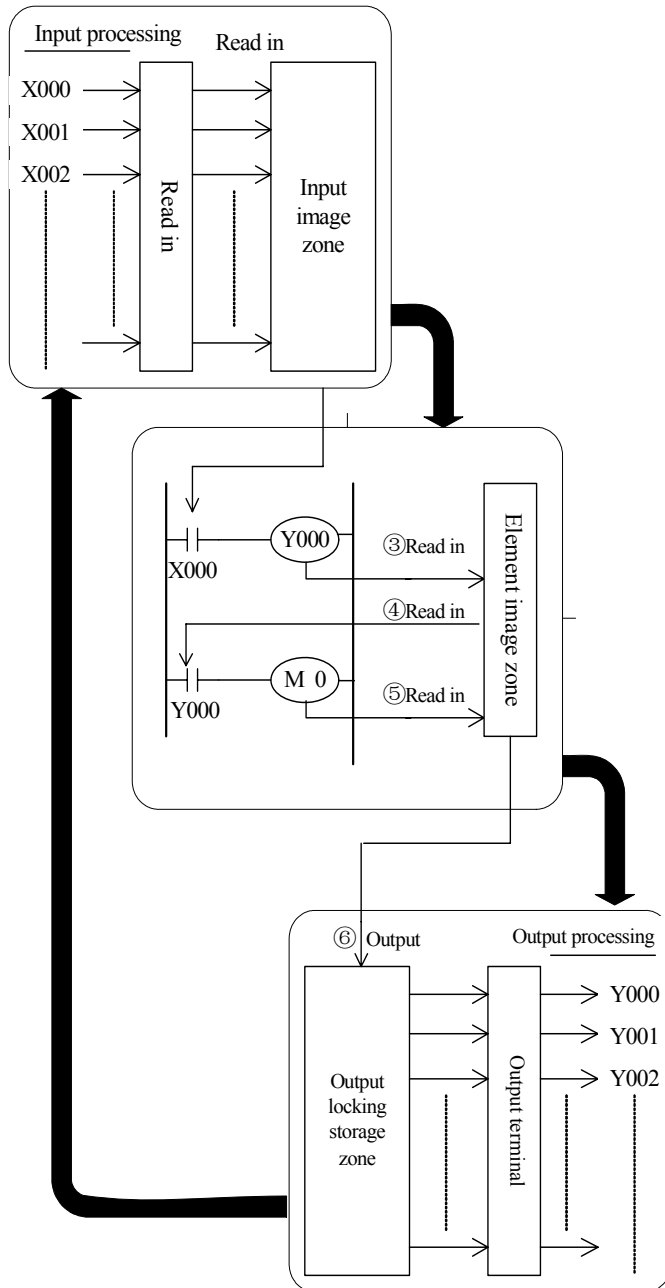 Input processing
Read in
X000
X001
X002
Read in
Input
image
zone
X000
Y000
③Read in
④Read in
Y000
M 0
⑤Read in
Element image zone
⑥ Output
Output processing
Output
locking
storage
zone
Output terminal
Y000
Y001
Y002